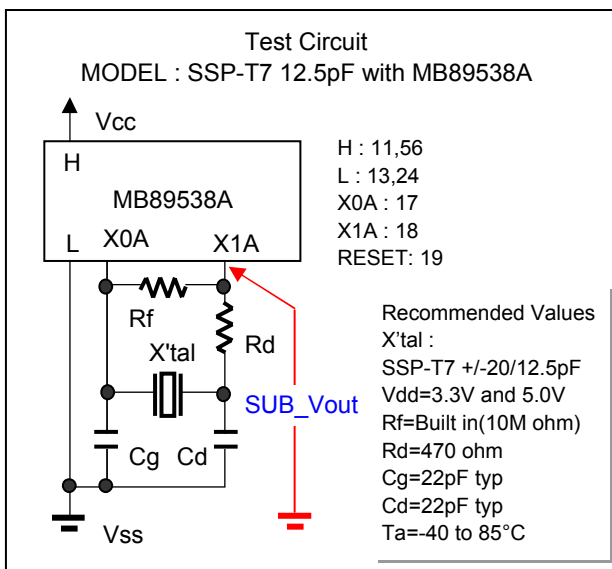 Test Circuit
MODEL : SSP-T7 12.5pF with MB89538A
Vcc
H
MB89538A
L X0A X1A
H : 11,56
L : 13,24
X0A : 17
X1A : 18
RESET: 19
Rf
Rd
X'tal
SUB_Vout
Cg Cd
Vss
Recommended Values
X'tal :
SSP-T7 +/-20/12.5pF
Vdd=3.3V and 5.0V
Rf=Built in(10M ohm)
Rd=470 ohm
Cg=22pF typ
Cd=22pF typ
Ta=-40 to 85°C